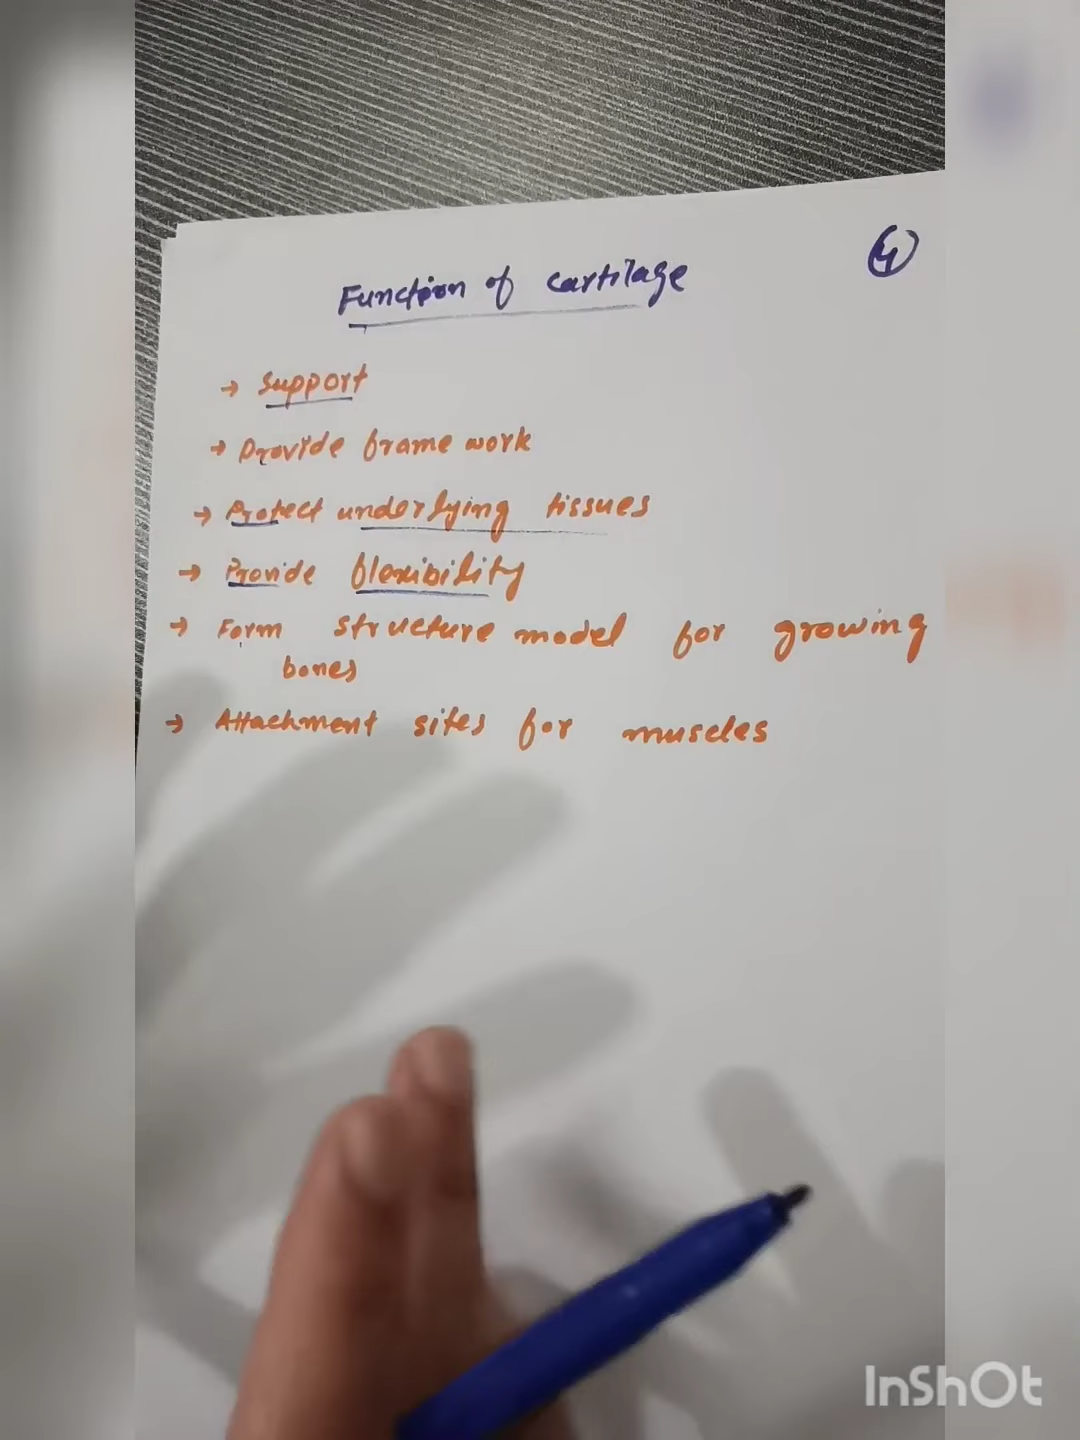 Function of cartilage
4
→ Support
→ Provide frame work
→ Protect underlying tissues
→ Provide flexibility
→ Form structure model for growing
bones
→ Attachment sites for muscles
InShOt